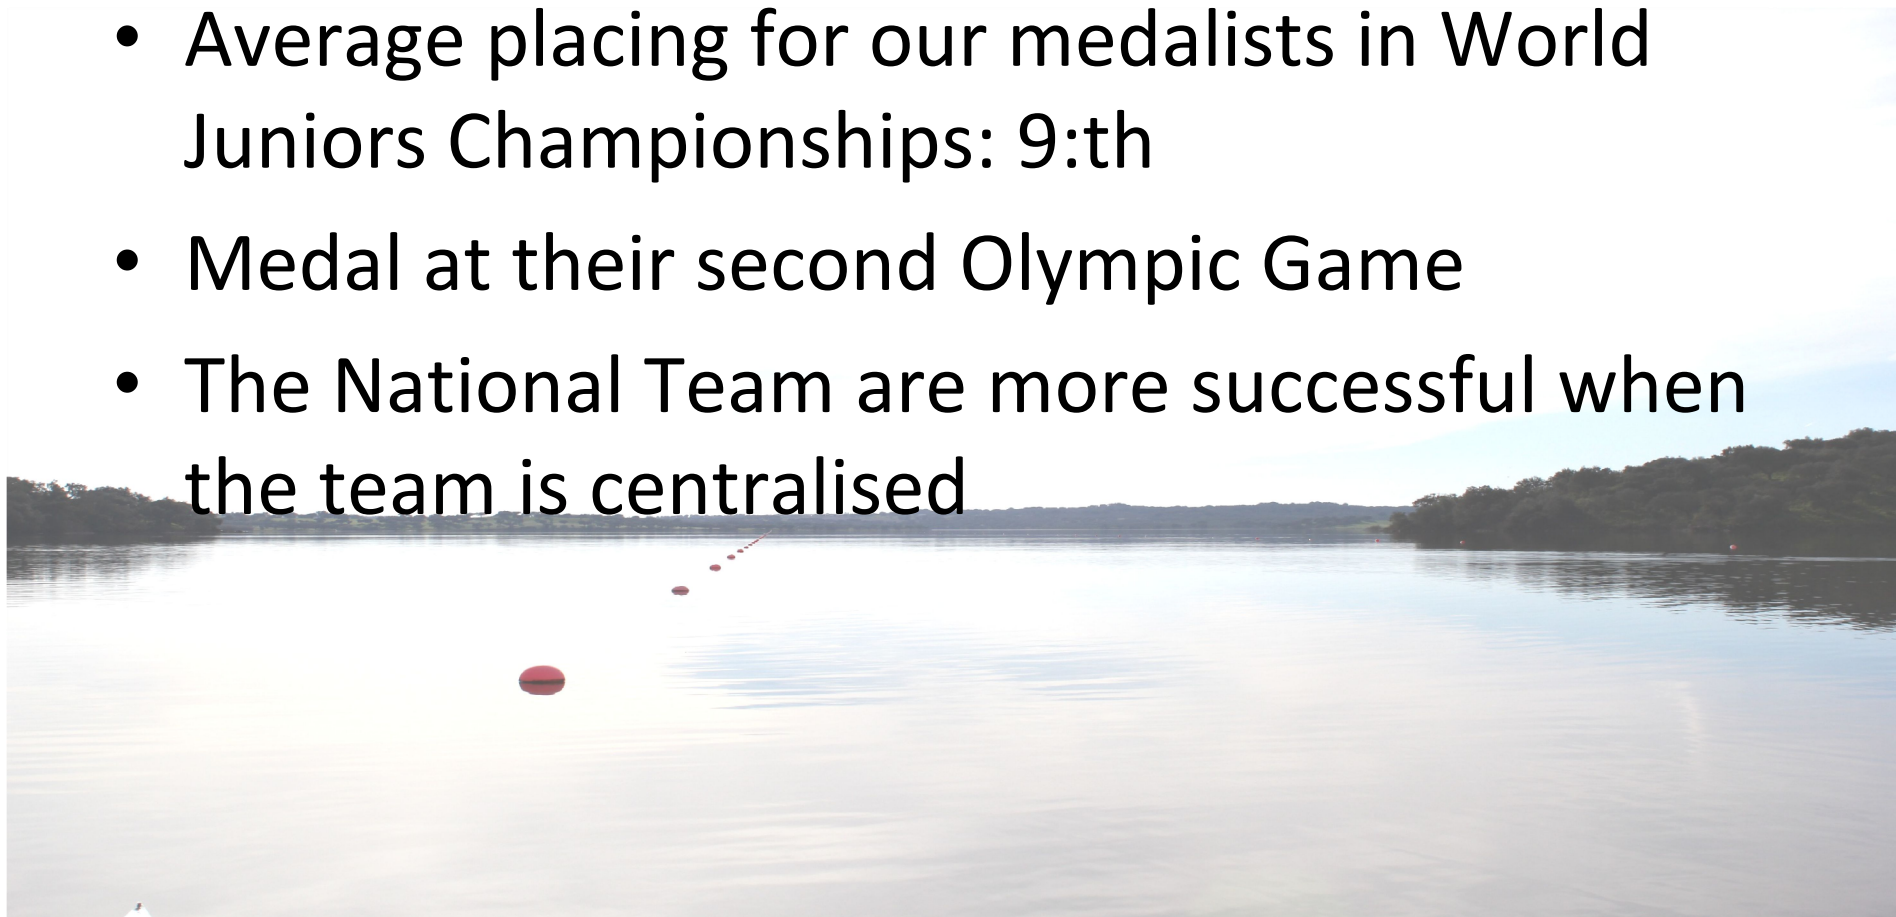 • Average placing for our medalists in World
Juniors Championships: 9:th
• Medal at their second Olympic Game
• The National Team are more successful when
the team is centralised